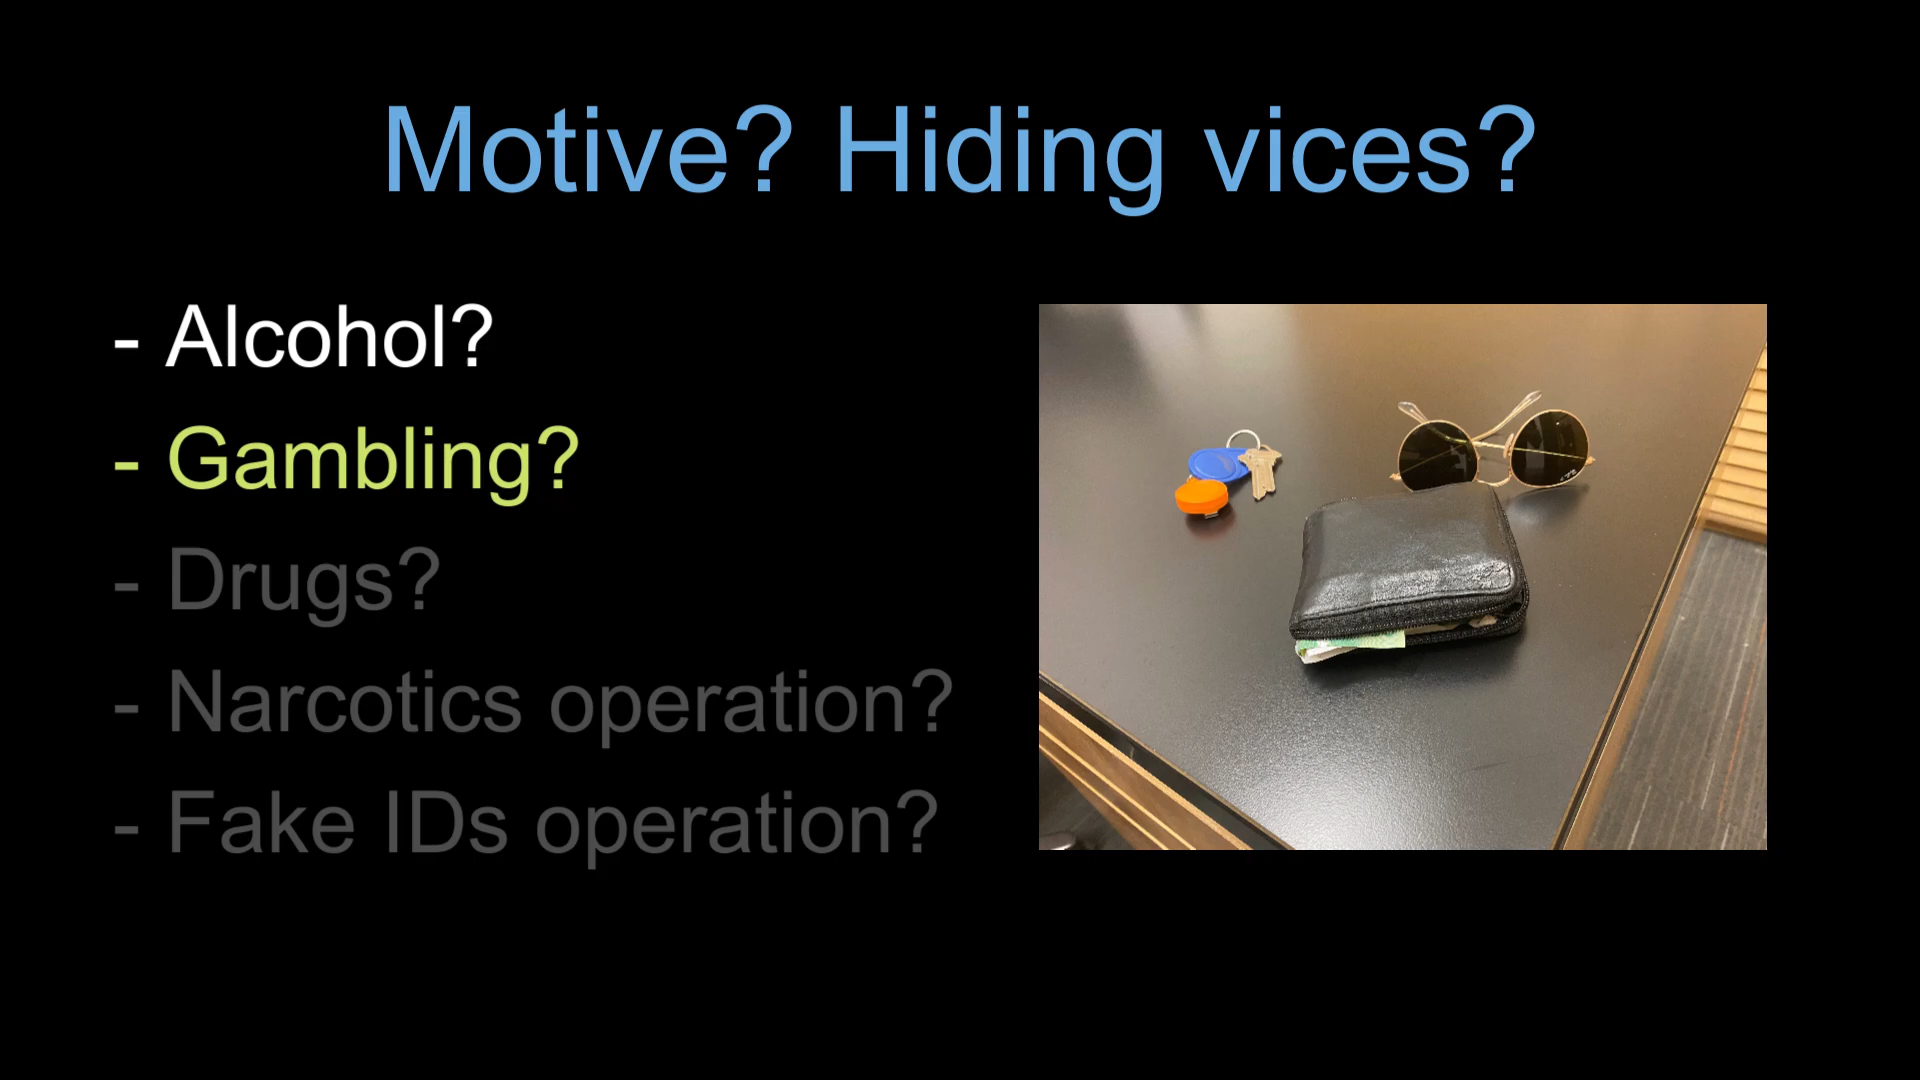 Motive? Hiding vices?
- Alcohol?
- Gambling?
- Drugs?
- Narcotics operation?
- Fake IDs operation?